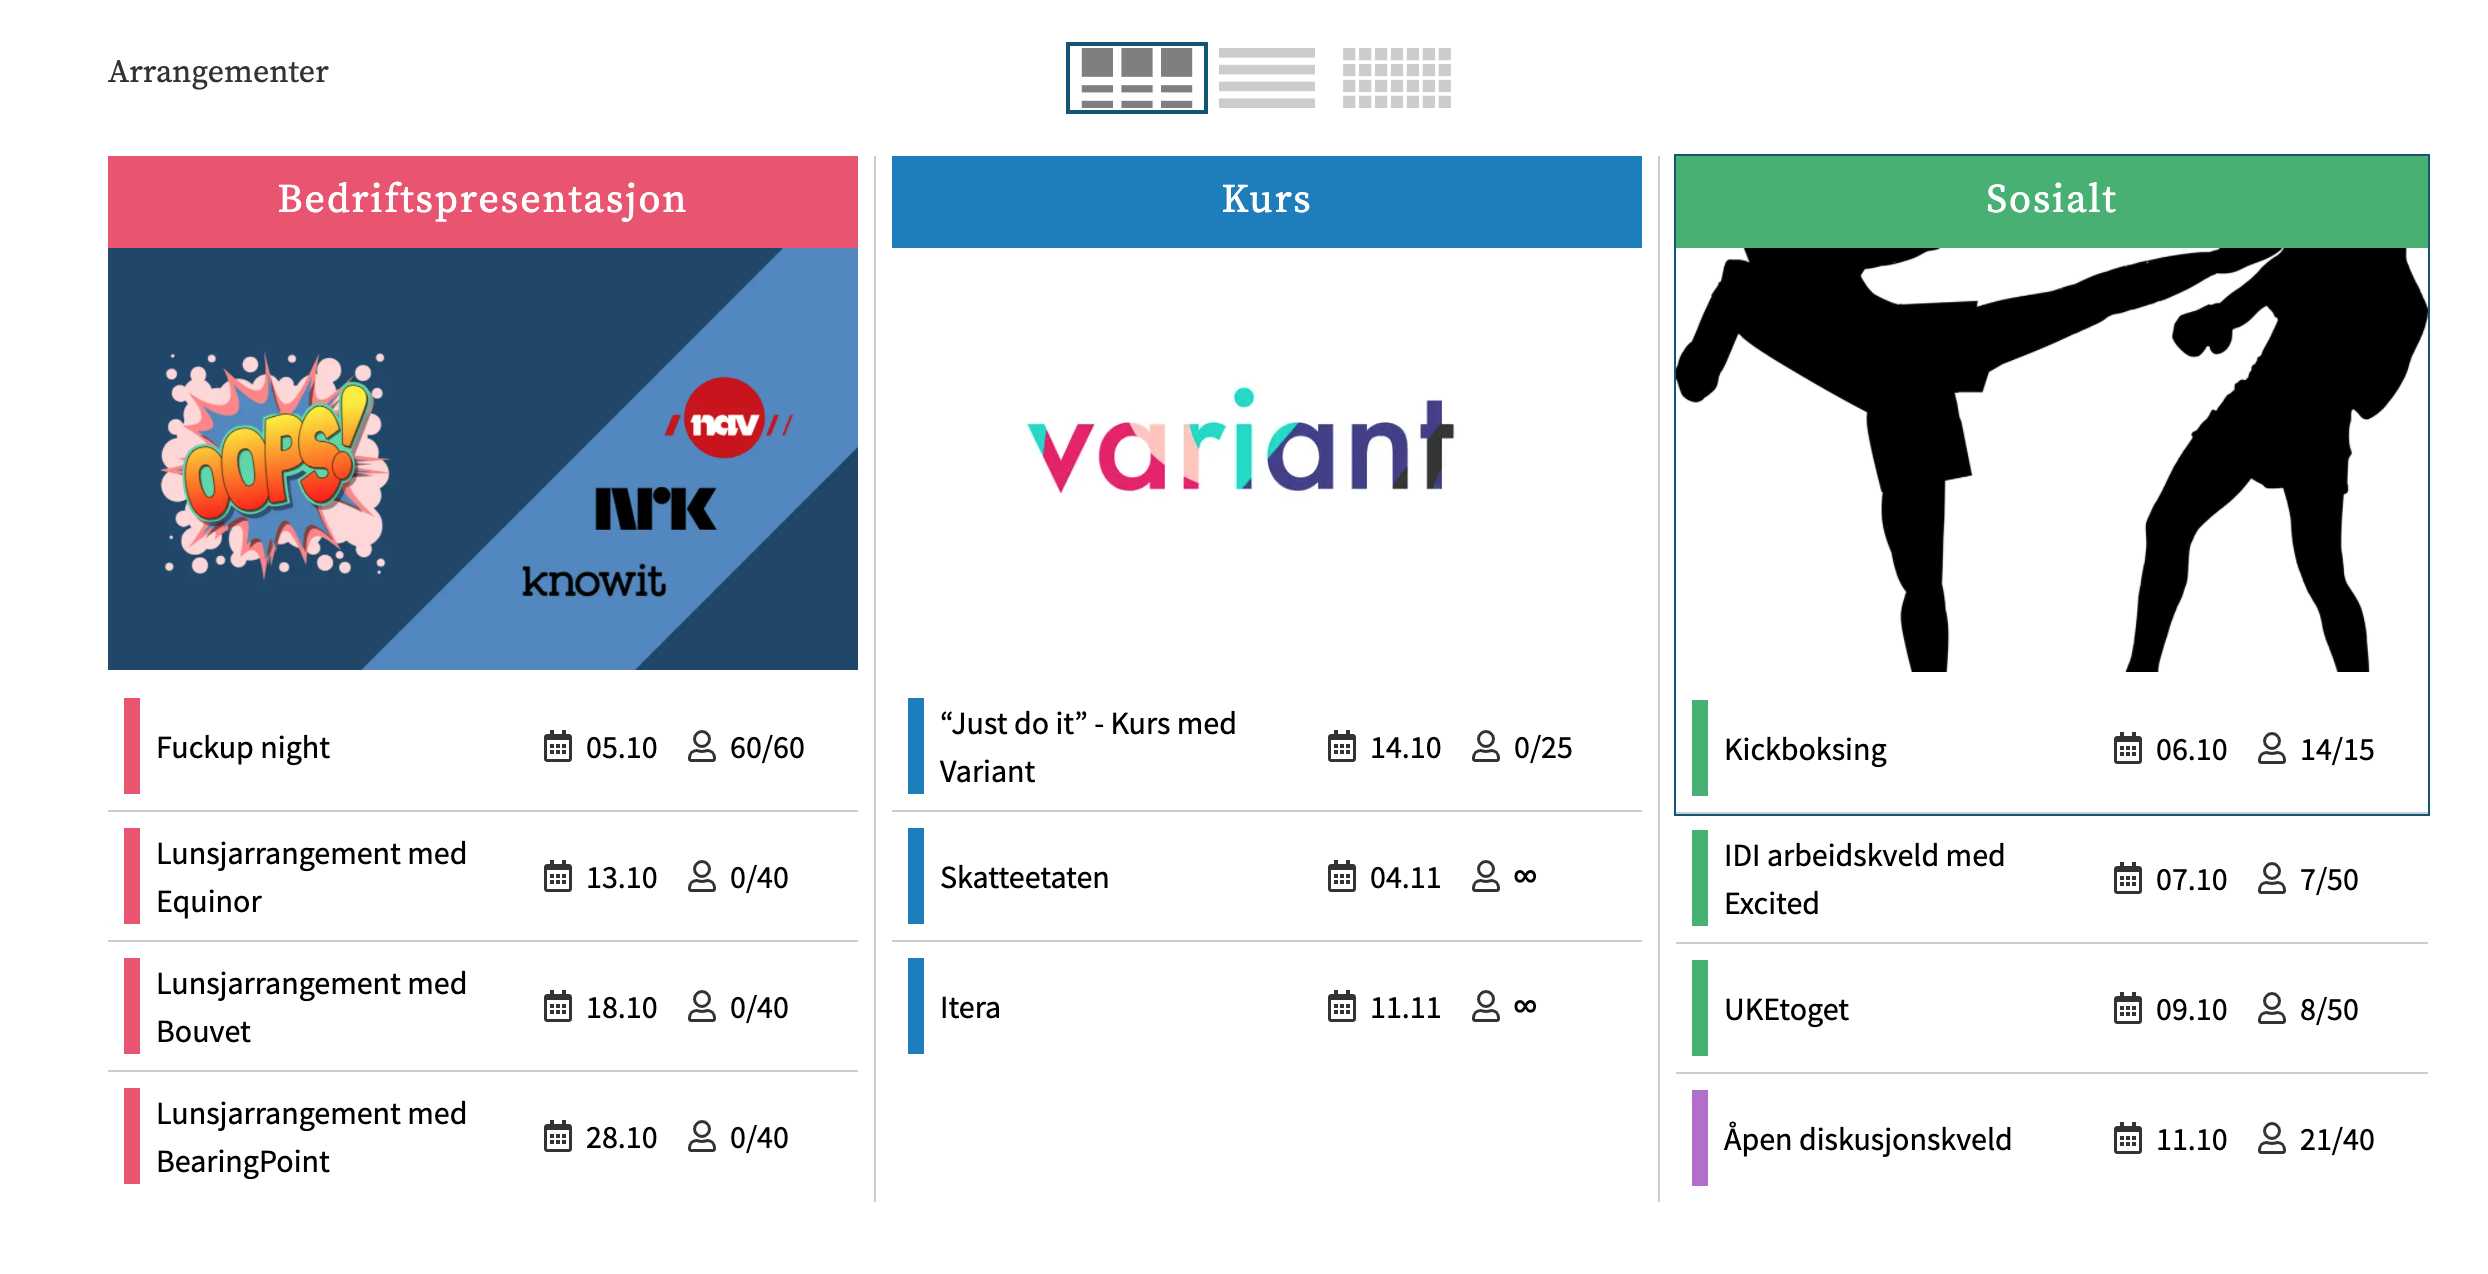 Arrangementer
Bedriftspresentasjon
OOPS!
nav
NRK
knowit
Fuckup night 05.10 60/60
Lunsjarrangement med
Equinor 13.10 0/40
Lunsjarrangement med
Bouvet 18.10 0/40
Lunsjarrangement med
BearingPoint 28.10 0/40
Kurs
variant
“Just do it” - Kurs med
Variant 14.10 0/25
Skatteetaten 04.11 ∞
Itera 11.11 ∞
Sosialt
Kickboksing 06.10 14/15
IDI arbeidskveld med
Excited 07.10 7/50
UKEtoget 09.10 8/50
Åpen diskusjonskveld 11.10 21/40